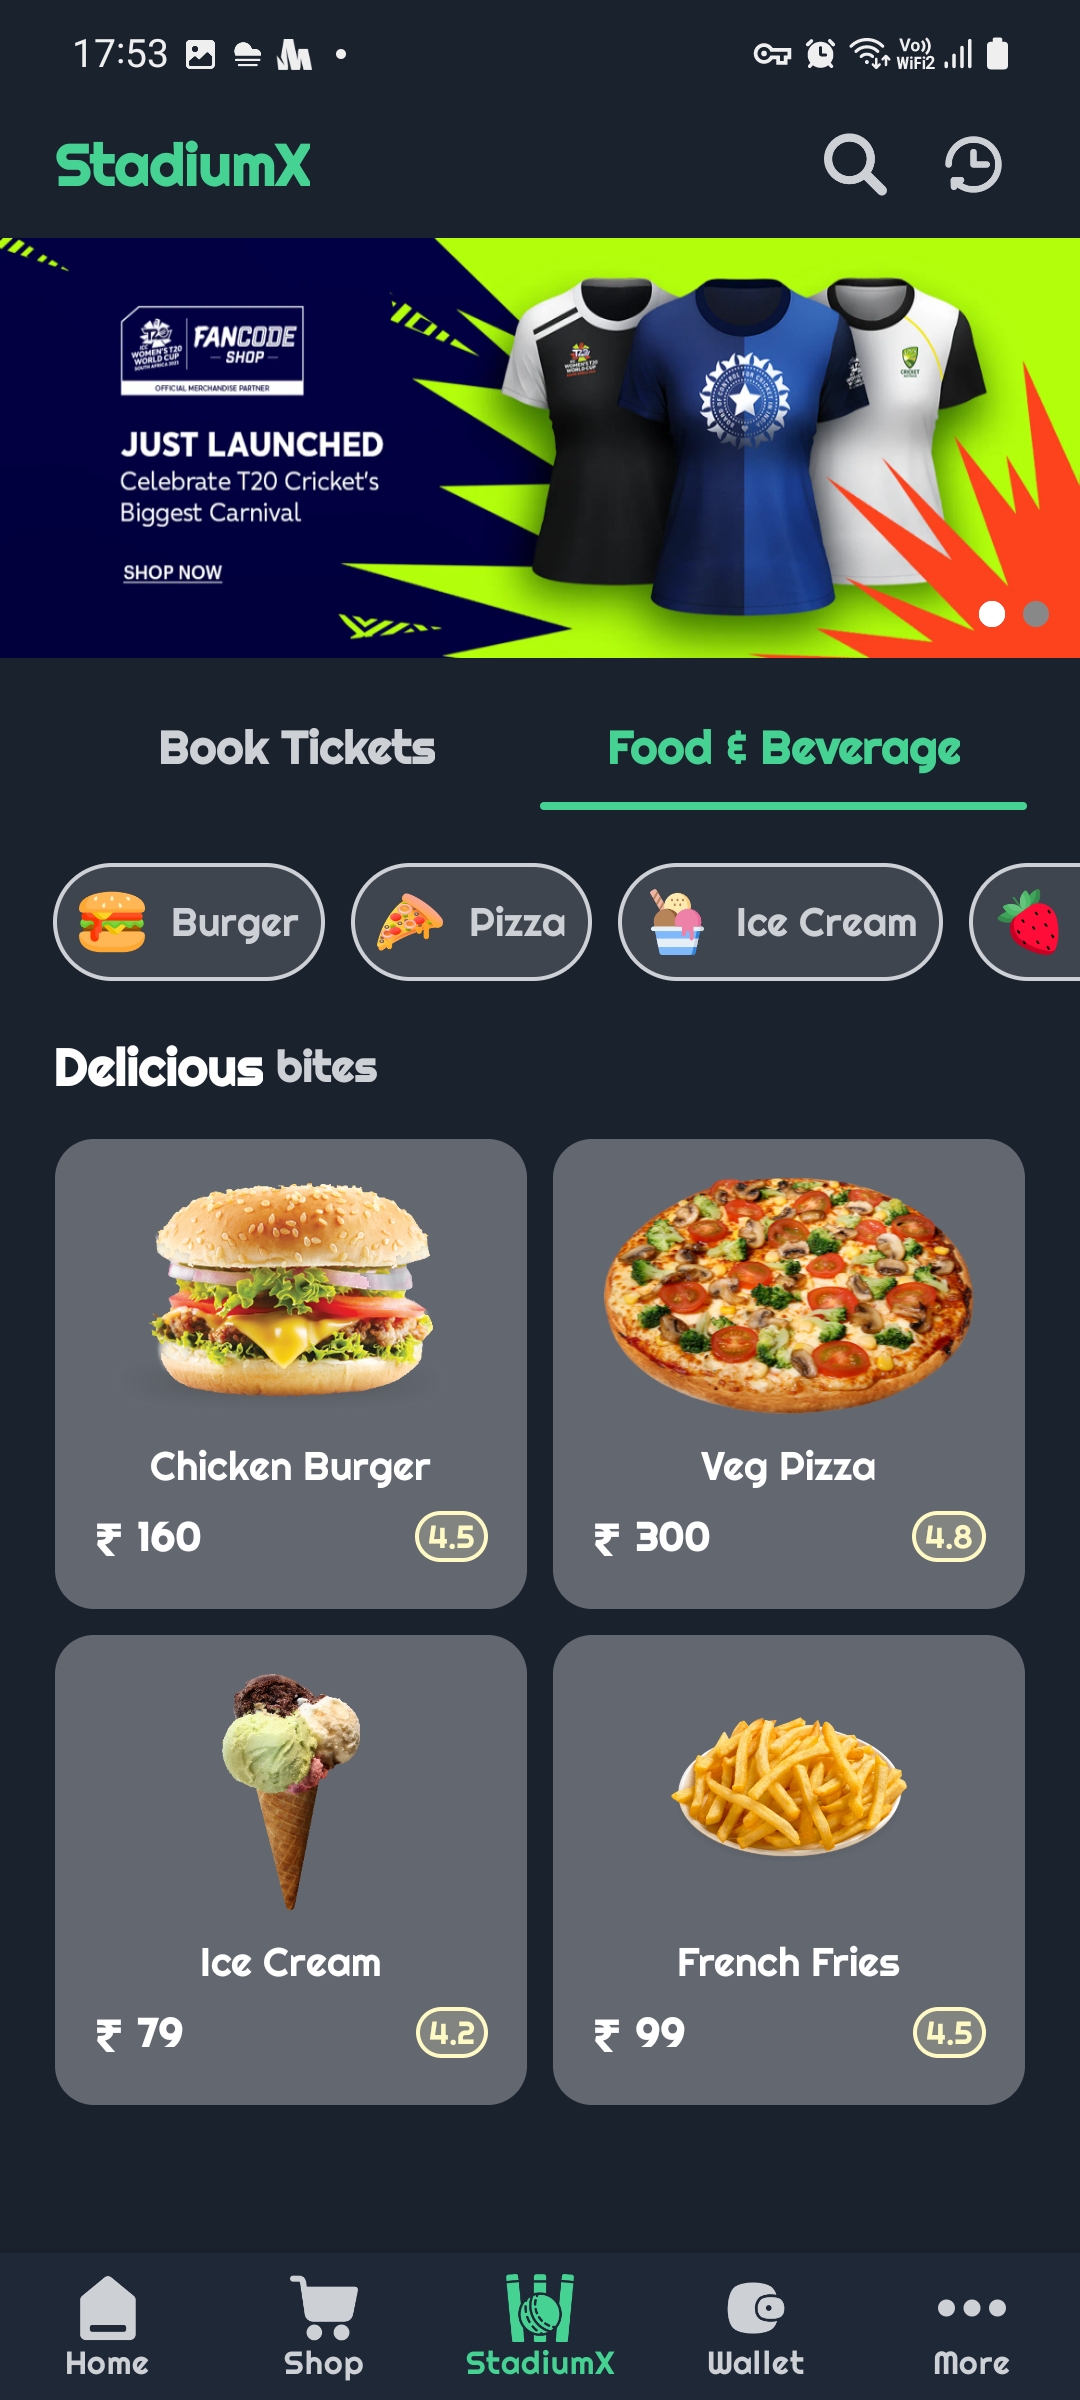 17:53
Vo))
WiFi2
StadiumX
ICC
WOMEN'S T20
WORLD CUP
SOUTH AFRICA 2023
FANCODE
SHOP
OFFICIAL MERCHANDISE PARTNER
JUST LAUNCHED
Celebrate T20 Cricket's
Biggest Carnival
SHOP NOW
Book Tickets Food & Beverage
Burger Pizza Ice Cream
Delicious bites
Chicken Burger Veg Pizza
₹ 160 4.5 ₹ 300 4.8
Ice Cream French Fries
₹ 79 4.2 ₹ 99 4.5
Home Shop StadiumX Wallet More